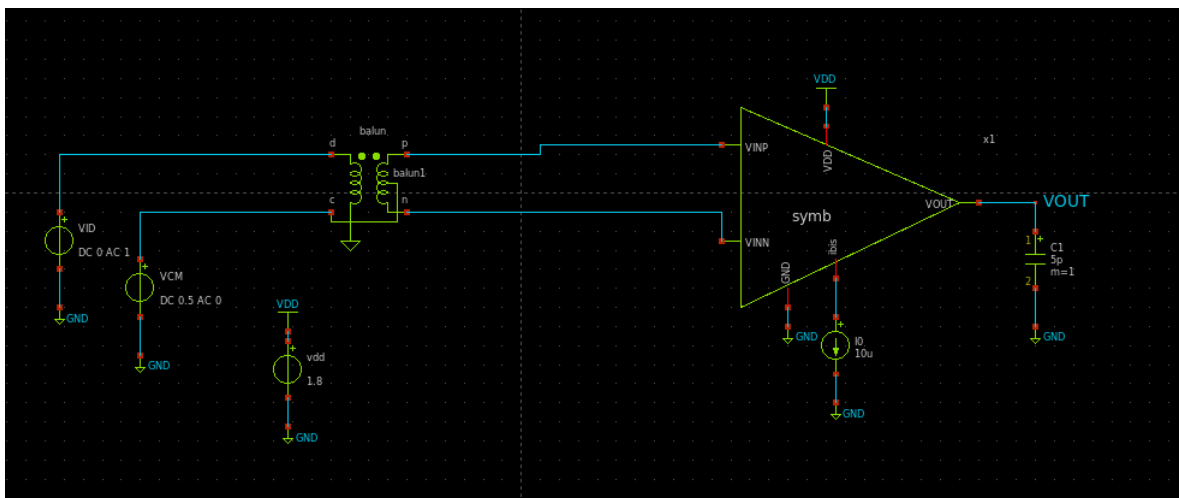 VDD
balun
d
p
x1
VINP
VDD
balun1
c
n
VOUT
VOUT
symb
+
VID
DC 0 AC 1
VINN
ibis
1
+
C1
5p
m=1
2
+
VCM
DC 0.5 AC 0
GND
VDD
GND
+
vdd
1.8
GND
GND
+
I0
10u
GND
GND
GND
GND